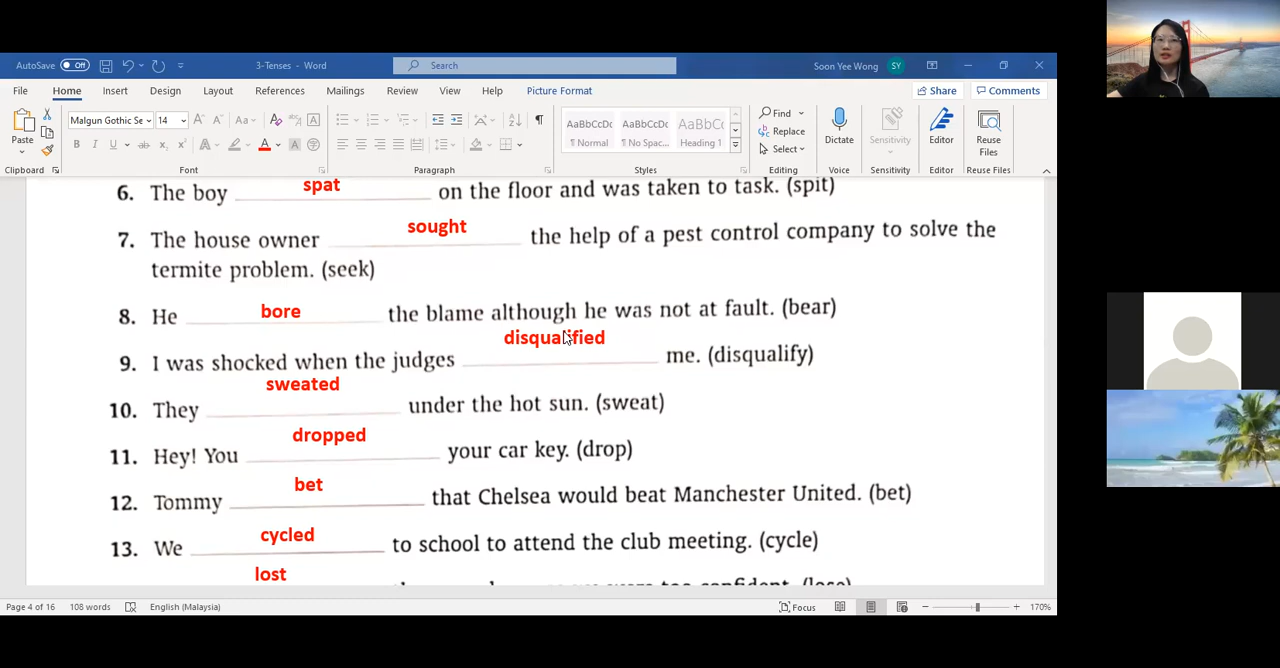 AutoSave Off 3-Tenses - Word Search Soon Yee Wong SY
File Home Insert Design Layout References Mailings Review View Help Picture Format Share Comments
Paste Malgun Gothic Se 14 AaBbCcDc AaBbCcDc AaBbCc Find Replace Select Dictate Sensitivity Editor Reuse Files
¶ Normal ¶ No Spac... Heading 1
Clipboard Font Paragraph Styles Editing Voice Sensitivity Editor Reuse Files
6. The boy spat on the floor and was taken to task. (spit)
7. The house owner sought the help of a pest control company to solve the
termite problem. (seek)
8. He bore the blame although he was not at fault. (bear)
9. I was shocked when the judges disqualified me. (disqualify)
10. They sweated under the hot sun. (sweat)
11. Hey! You dropped your car key. (drop)
12. Tommy bet that Chelsea would beat Manchester United. (bet)
13. We cycled to school to attend the club meeting. (cycle)
lost
Page 4 of 16 108 words English (Malaysia) Focus 170%